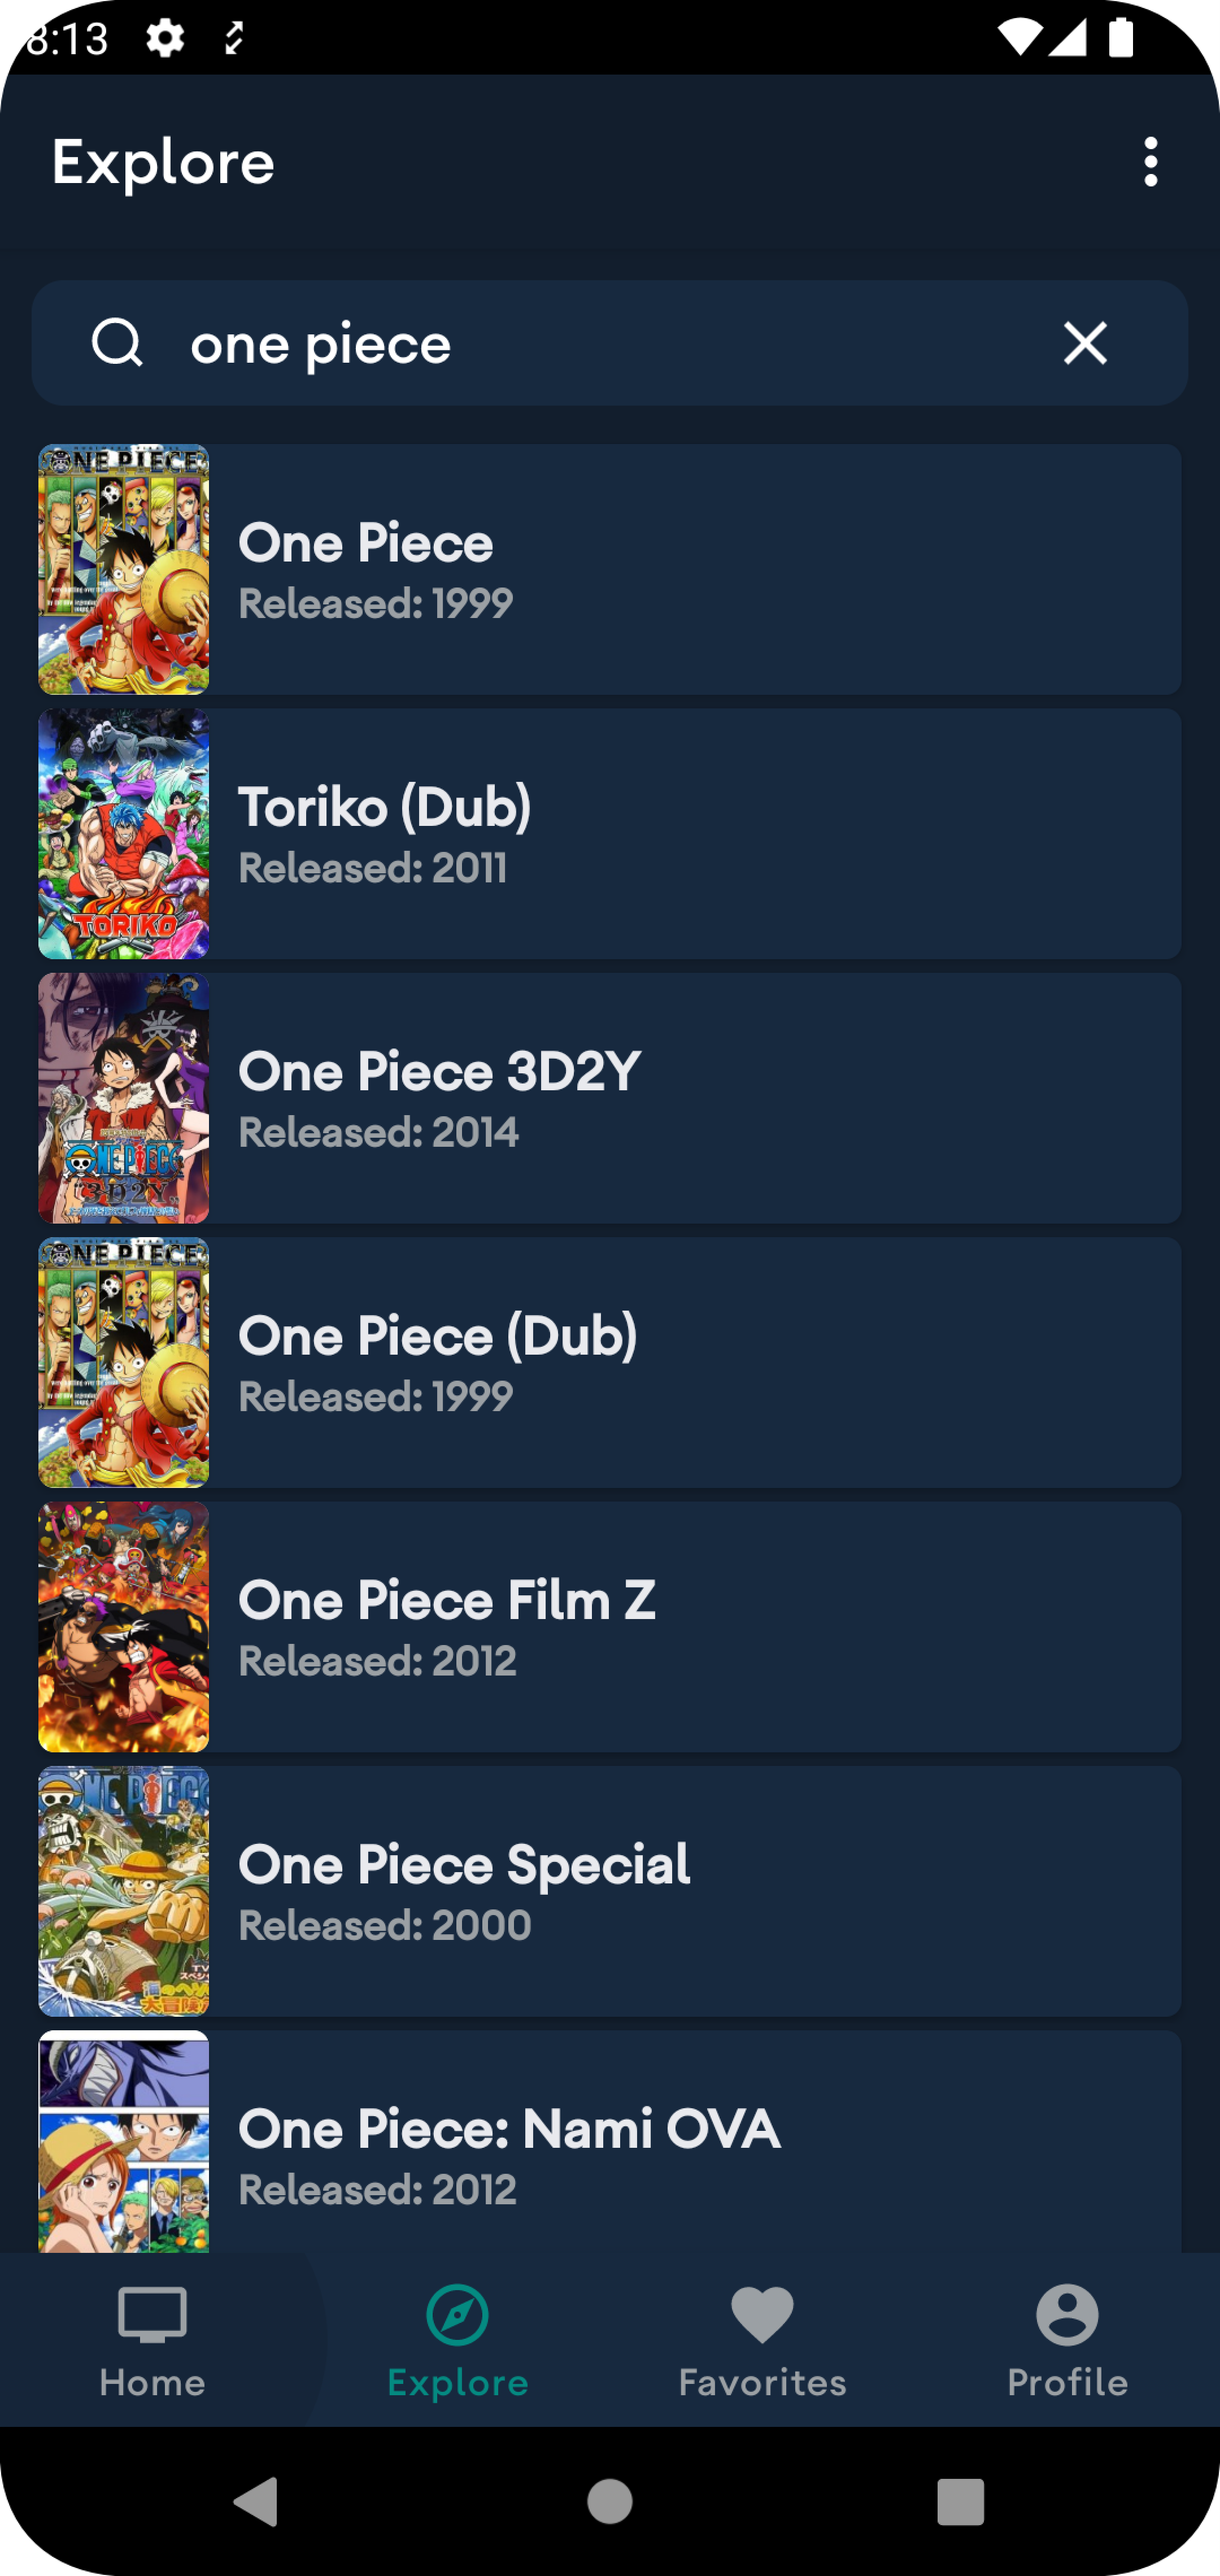 8:13
Explore
one piece
ONE PIECE
One Piece
Released: 1999
TORIKO
Toriko (Dub)
Released: 2011
ONE PIECE
"3D2Y"
One Piece 3D2Y
Released: 2014
ONE PIECE
One Piece (Dub)
Released: 1999
One Piece Film Z
Released: 2012
ONE PIECE
One Piece Special
Released: 2000
One Piece: Nami OVA
Released: 2012
Home
Explore
Favorites
Profile